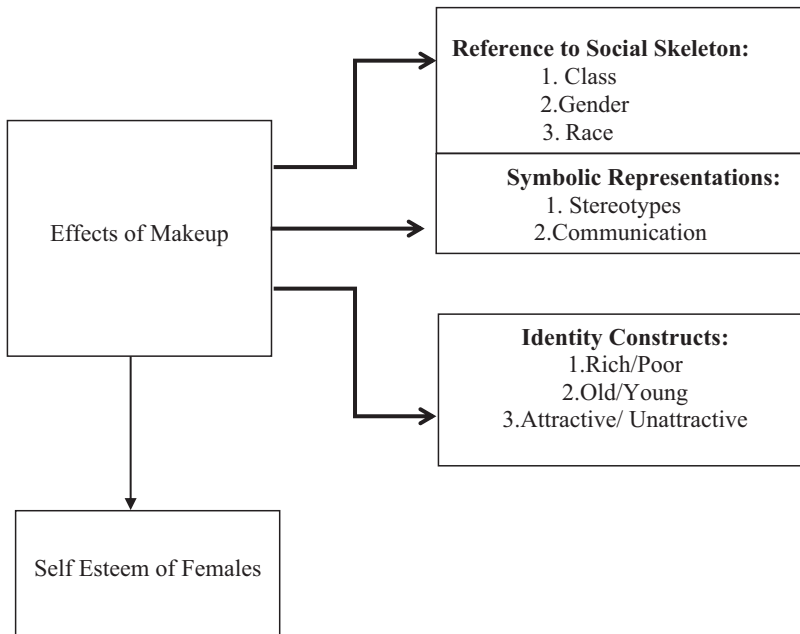 Reference to Social Skeleton:
1. Class
2.Gender
3. Race
Symbolic Representations:
1. Stereotypes
2.Communication
Effects of Makeup
Identity Constructs:
1.Rich/Poor
2.Old/Young
3.Attractive/ Unattractive
Self Esteem of Females